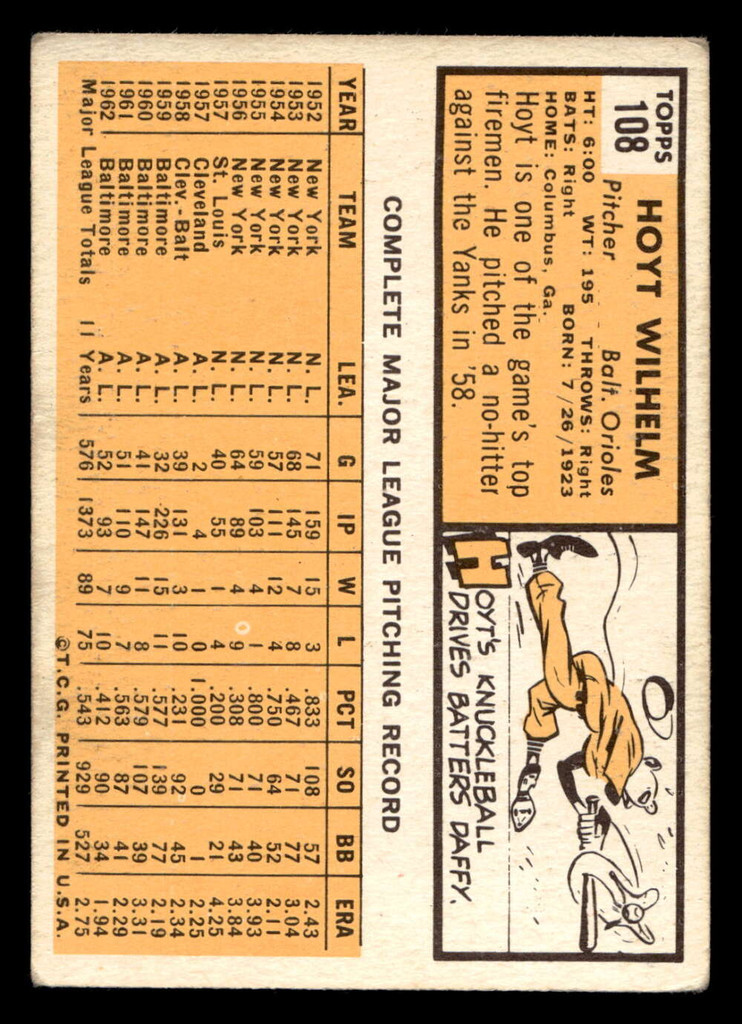 TOPPS
108
HOYT WILHELM
Pitcher Balt. Orioles
HT: 6:00 WT: 195 THROWS: Right
BATS: Right BORN: 7/26/1923
HOME: Columbus, Ga.
Hoyt is one of the game's top
firemen. He pitched a no-hitter
against the Yanks in '58.
HOYT'S KNUCKLEBALL
DRIVES BATTERS DAFFY.
COMPLETE MAJOR LEAGUE PITCHING RECORD
YEAR TEAM LEA. G IP W L PCT SO BB ERA
1952 New York N. L. 71 159 15 3 .833 108 57 2.43
1953 New York N. L. 68 145 7 8 .467 71 77 3.04
1954 New York N. L. 57 111 12 4 .750 64 52 2.11
1955 New York N. L. 59 103 4 1 .800 71 40 3.93
1956 New York N. L. 64 89 4 9 .308 71 43 3.84
1957 St. Louis N. L. 40 55 1 4 .200 29 21 4.25
1957 Cleveland A. L. 2 4 1 0 1.000 0 1 2.25
1958 Clev.-Balt A. L. 39 131 3 10 .231 92 45 2.34
1959 Baltimore A. L. 32 226 15 11 .577 139 77 2.19
1960 Baltimore A. L. 41 147 11 8 .579 107 39 3.31
1961 Baltimore A. L. 51 110 9 7 .563 87 41 2.29
1962 Baltimore A. L. 52 93 7 10 .412 90 34 1.94
Major League Totals 11 Years 576 1373 89 75 .543 929 527 2.75
©T.C.G. PRINTED IN U.S.A.